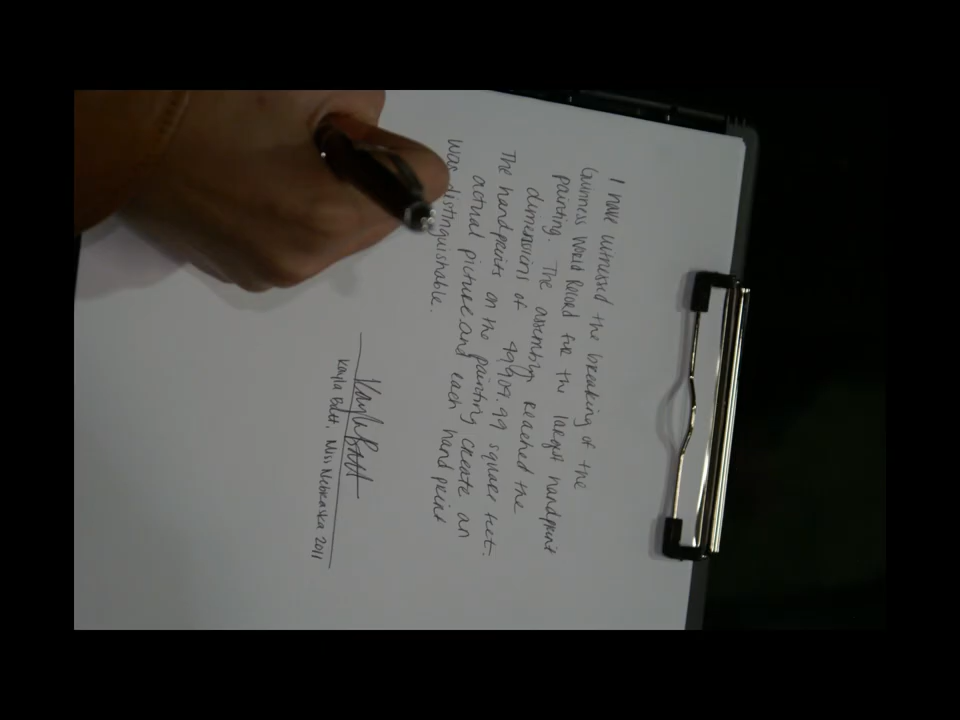 I have witnessed the breaking of the
Guinness World Record for the largest handprint
painting. The assembly reached the
dimensions of 49,909.99 square feet.
The handprints on the painting create an
actual picture and each hand print
was distinguishable.
Kayla Batt
Kayla Batt, Miss Nebraska 2011